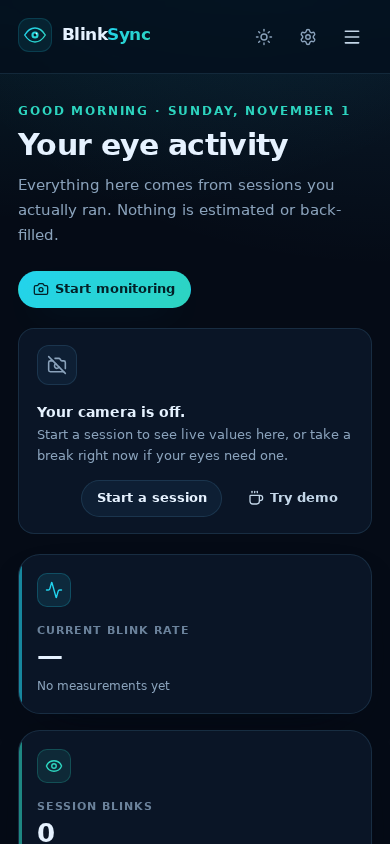 BlinkSync
GOOD MORNING · SUNDAY, NOVEMBER 1
Your eye activity
Everything here comes from sessions you
actually ran. Nothing is estimated or back-
filled.
Start monitoring
Your camera is off.
Start a session to see live values here, or take a
break right now if your eyes need one.
Start a session
Try demo
CURRENT BLINK RATE
—
No measurements yet
SESSION BLINKS
0